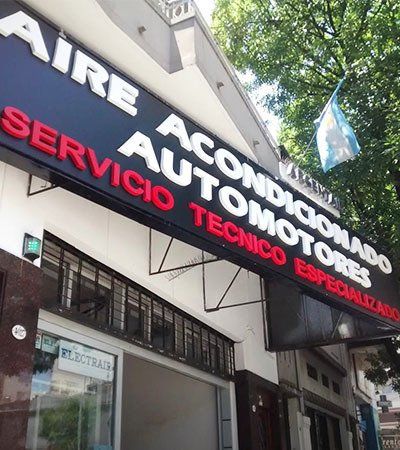 AIRE ACONDICIONADO
AUTOMOTORES
SERVICIO TECNICO ESPECIALIZADO
ELECTRAIR